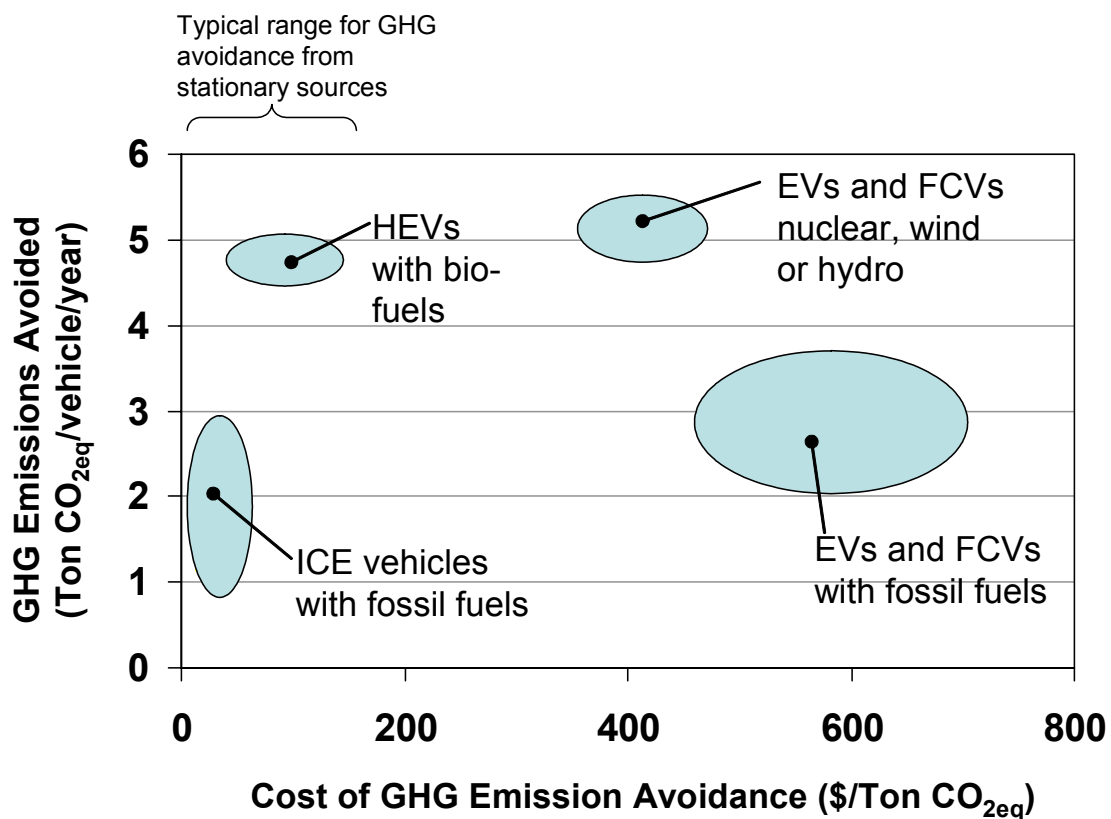 Typical range for GHG
avoidance from
stationary sources
6
5
4
3
2
1
0
GHG Emissions Avoided
(Ton CO2eq/vehicle/year)
HEVs
with bio-
fuels
EVs and FCVs
nuclear, wind
or hydro
ICE vehicles
with fossil fuels
EVs and FCVs
with fossil fuels
0 200 400 600 800
Cost of GHG Emission Avoidance ($/Ton CO2eq)